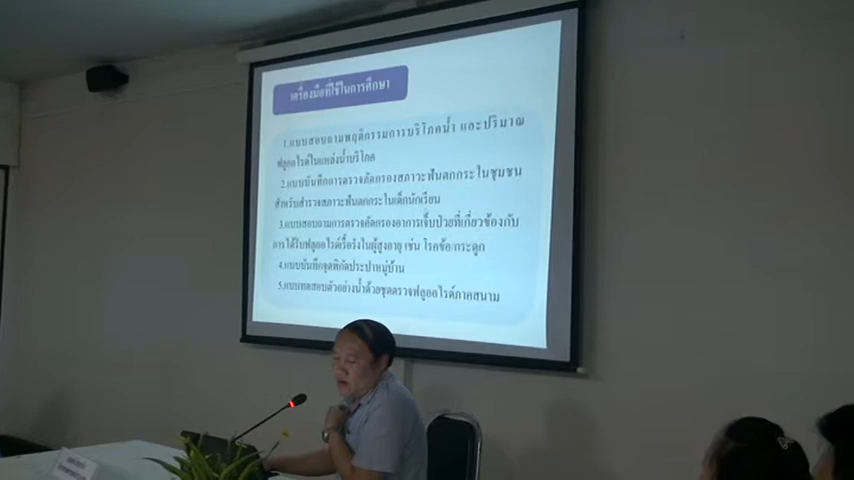 เครื่องมือที่ใช้ในการศึกษา
1.แบบสอบถามพฤติกรรมการบริโภคน้ำ และปริมาณ
ฟลูออไรด์ในแหล่งน้ำบริโภค
2.แบบบันทึกการตรวจคัดกรองสภาวะฟันตกกระในชุมชน
สำหรับสำรวจสภาวะฟันตกกระในเด็กนักเรียน
3.แบบสอบถามการตรวจคัดกรองอาการเจ็บป่วยที่เกี่ยวข้องกับ
การได้รับฟลูออไรด์เรื้อรังในผู้สูงอายุ เช่น โรคข้อ/กระดูก
4.แบบบันทึกจุดพิกัดประปาหมู่บ้าน
5.แบบทดสอบตัวอย่างน้ำด้วยชุดตรวจฟลูออไรด์ภาคสนาม